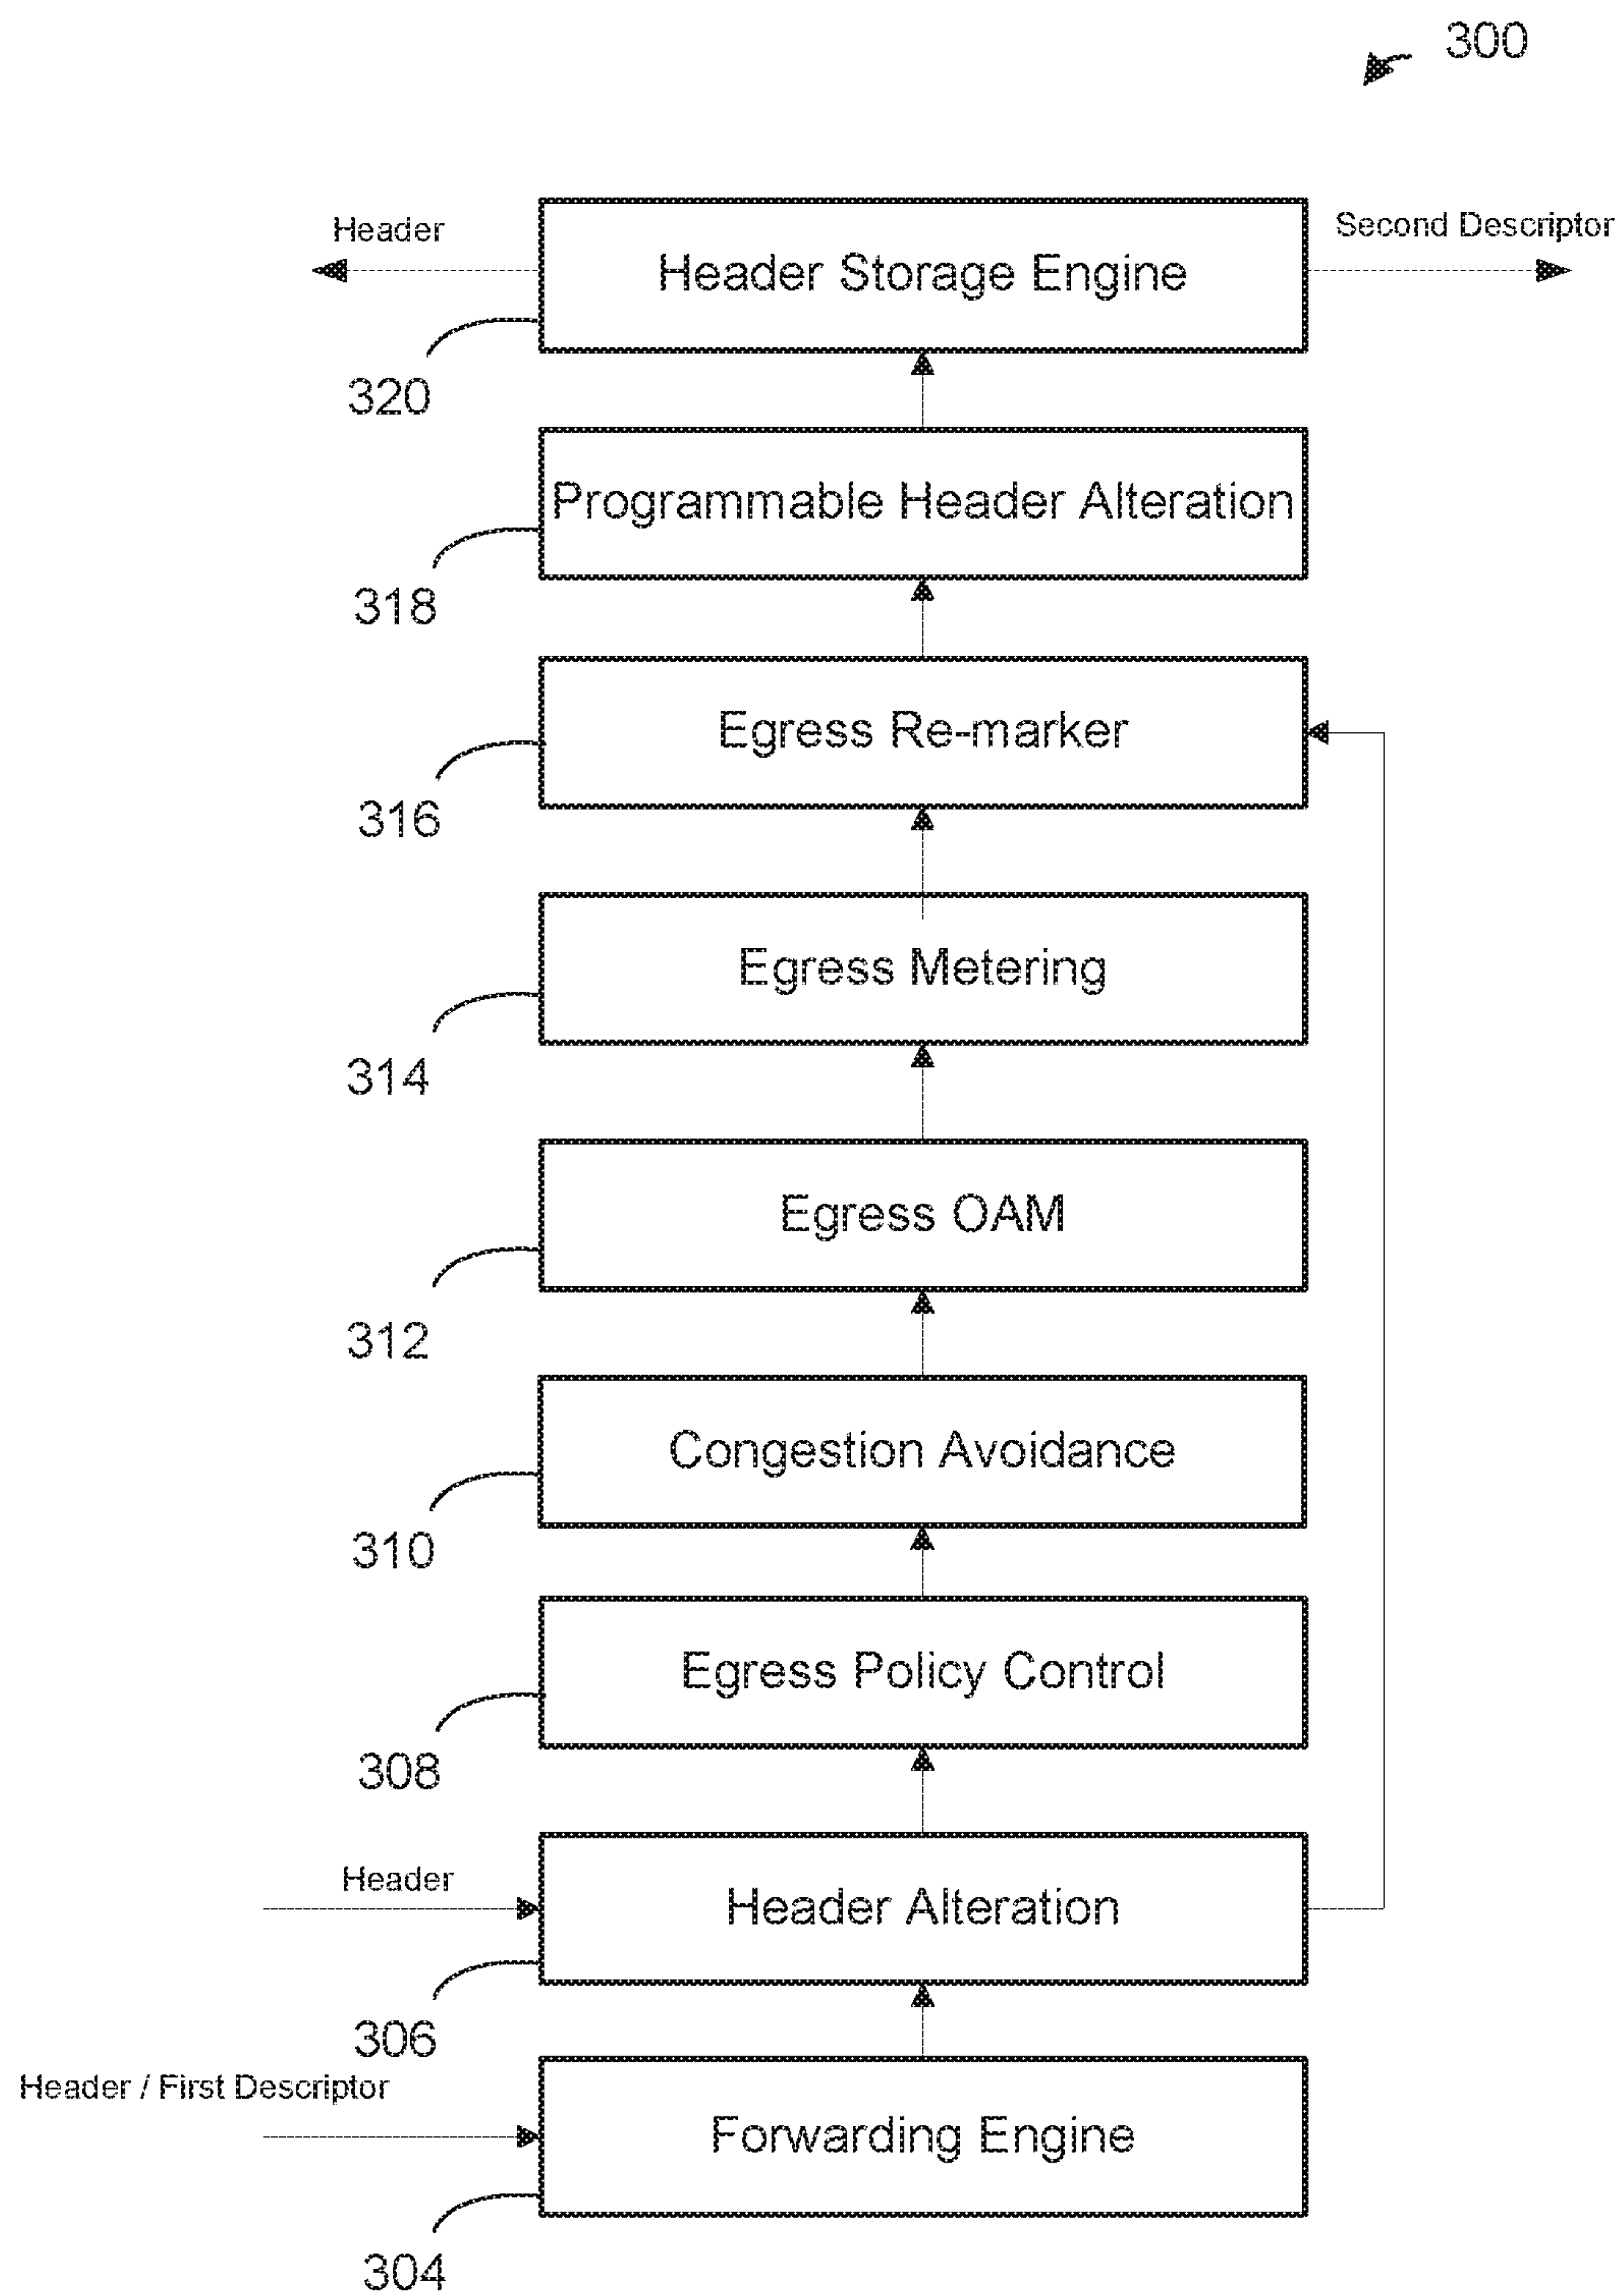 300
Header
Second Descriptor
Header Storage Engine
320
Programmable Header Alteration
318
Egress Re-marker
316
Egress Metering
314
Egress OAM
312
Congestion Avoidance
310
Egress Policy Control
308
Header
Header Alteration
306
Header / First Descriptor
Forwarding Engine
304